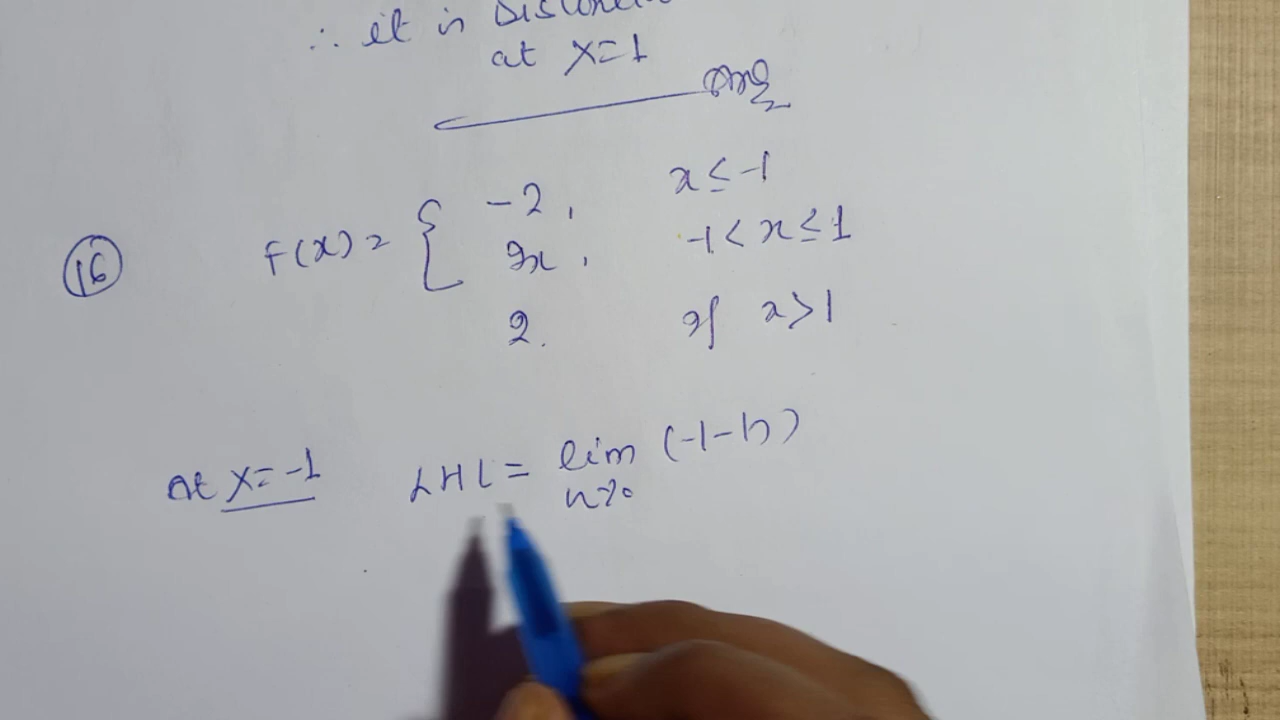 ∴ it is
at x=1
Ans
16 f(x) = { -2, x ≤ -1
2x, -1 < x ≤ 1
2. if x > 1
At x = -1 LHL = lim (-1-h)
h→0